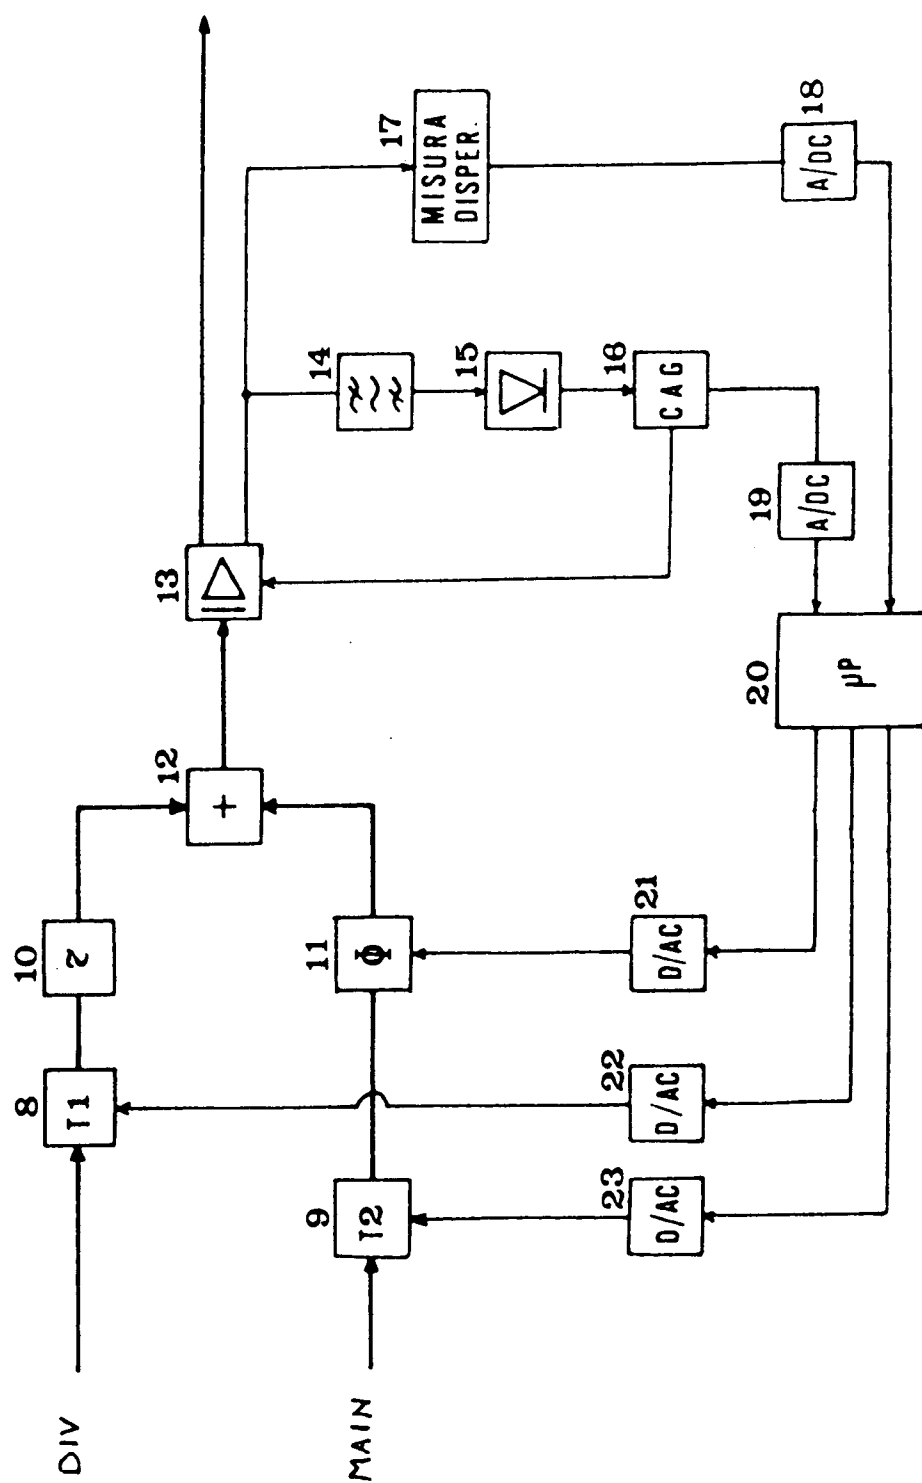 DIV
8
T1
10
τ
12
+
13
MAIN
9
T2
11
Φ
14
15
16
CAG
17
MISURA
DISPER.
18
A/DC
19
A/DC
20
μP
21
D/AC
22
D/AC
23
D/AC